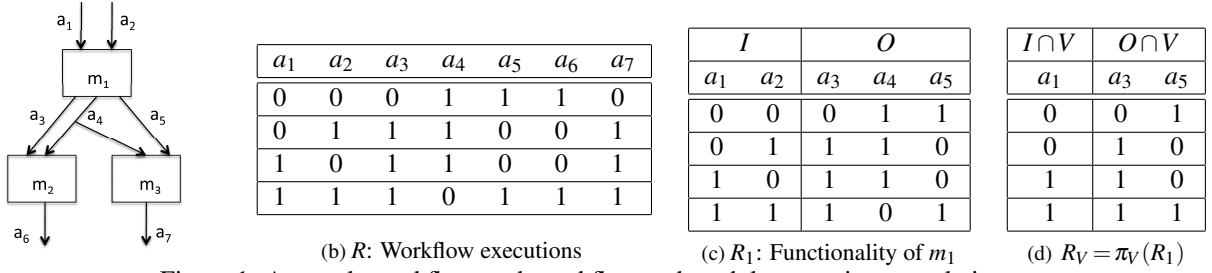 a₁ a₂
m₁
a₃ a₄ a₅
m₂ m₃
a₆ a₇
a₁ a₂ a₃ a₄ a₅ a₆ a₇
0 0 0 1 1 1 0
0 1 1 1 0 0 1
1 0 1 1 0 0 1
1 1 1 0 1 1 1
(b) R: Workflow executions
I O
a₁ a₂ a₃ a₄ a₅
0 0 0 1 1
0 1 1 1 0
1 0 1 1 0
1 1 1 0 1
(c) R₁: Functionality of m₁
I ∩ V O ∩ V
a₁ a₃ a₅
0 0 1
0 1 0
1 1 0
1 1 1
(d) R_V = π_V(R₁)